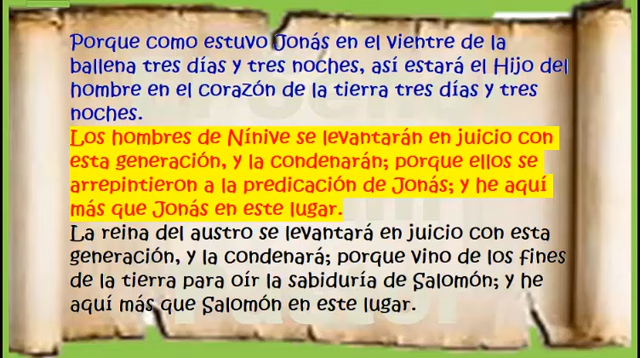 Porque como estuvo Jonás en el vientre de la
ballena tres días y tres noches, así estará el Hijo del
hombre en el corazón de la tierra tres días y tres
noches.
Los hombres de Nínive se levantarán en juicio con
esta generación, y la condenarán; porque ellos se
arrepintieron a la predicación de Jonás; y he aquí
más que Jonás en este lugar.
La reina del austro se levantará en juicio con esta
generación, y la condenará; porque vino de los fines
de la tierra para oír la sabiduría de Salomón; y he
aquí más que Salomón en este lugar.